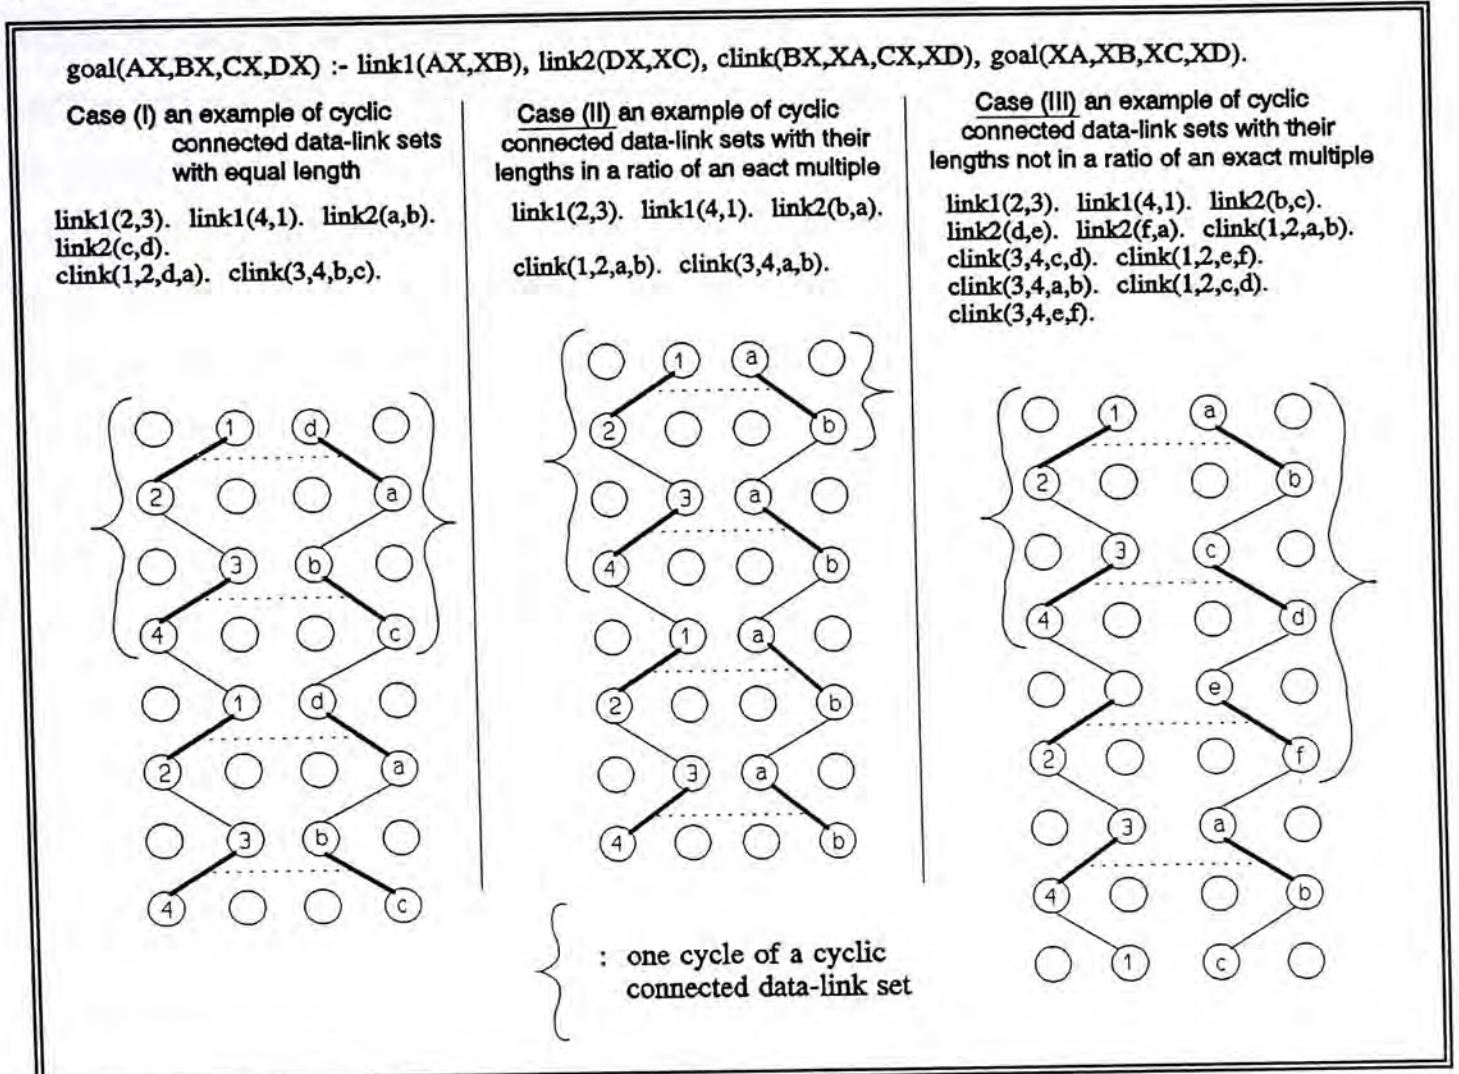 goal(AX,BX,CX,DX) :- link1(AX,XB), link2(DX,XC), clink(BX,XA,CX,XD), goal(XA,XB,XC,XD).
Case (I) an example of cyclic
connected data-link sets
with equal length
link1(2,3). link1(4,1). link2(a,b).
link2(c,d).
clink(1,2,d,a). clink(3,4,b,c).
1 d
2 a
3 b
4 c
1 d
2 a
3 b
4 c
Case (II) an example of cyclic
connected data-link sets with their
lengths in a ratio of an eact multiple
link1(2,3). link1(4,1). link2(b,a).
clink(1,2,a,b). clink(3,4,a,b).
1 a
2 b
3 a
4 b
1 a
2 b
3 a
4 b
Case (III) an example of cyclic
connected data-link sets with their
lengths not in a ratio of an exact multiple
link1(2,3). link1(4,1). link2(b,c).
link2(d,e). link2(f,a). clink(1,2,a,b).
clink(3,4,c,d). clink(1,2,e,f).
clink(3,4,a,b). clink(1,2,c,d).
clink(3,4,e,f).
1 a
2 b
3 c
4 d
e
2 f
3 a
4 b
1 c
: one cycle of a cyclic
connected data-link set